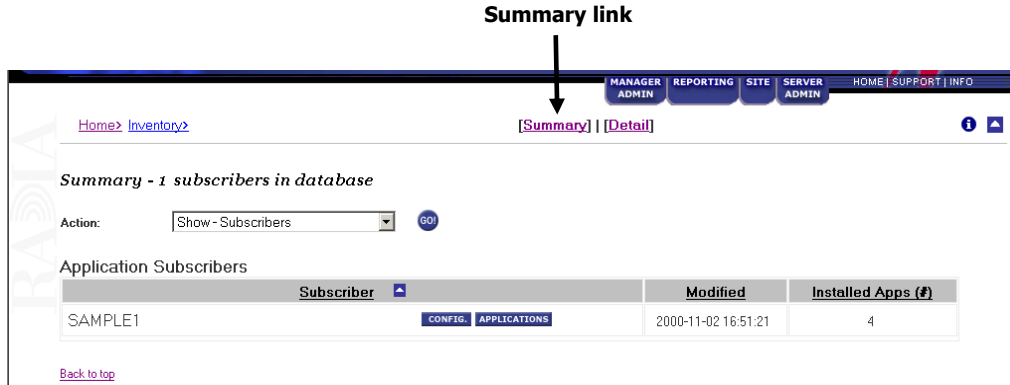 Summary link
MANAGER ADMIN REPORTING SITE SERVER ADMIN HOME | SUPPORT | INFO
Home> Inventory> [Summary] | [Detail]
Summary - 1 subscribers in database
Action: Show - Subscribers GO!
Application Subscribers
Subscriber Modified Installed Apps (#)
SAMPLE1 CONFIG. APPLICATIONS 2000-11-02 16:51:21 4
Back to top
RADIA